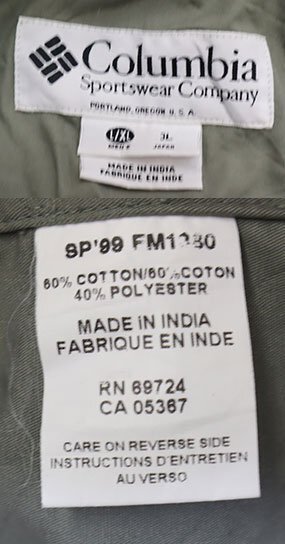 Columbia
Sportswear Company
PORTLAND, OREGON U.S.A.
L/XL 3L
MEN'S JAPAN
MADE IN INDIA
FABRIQUE EN INDE
SP'99
60% COTTON/60% COTON
40% POLYESTER
MADE IN INDIA
FABRIQUE EN INDE
RN 69724
CA 05367
CARE ON REVERSE SIDE
INSTRUCTIONS D'ENTRETIEN
AU VERSO